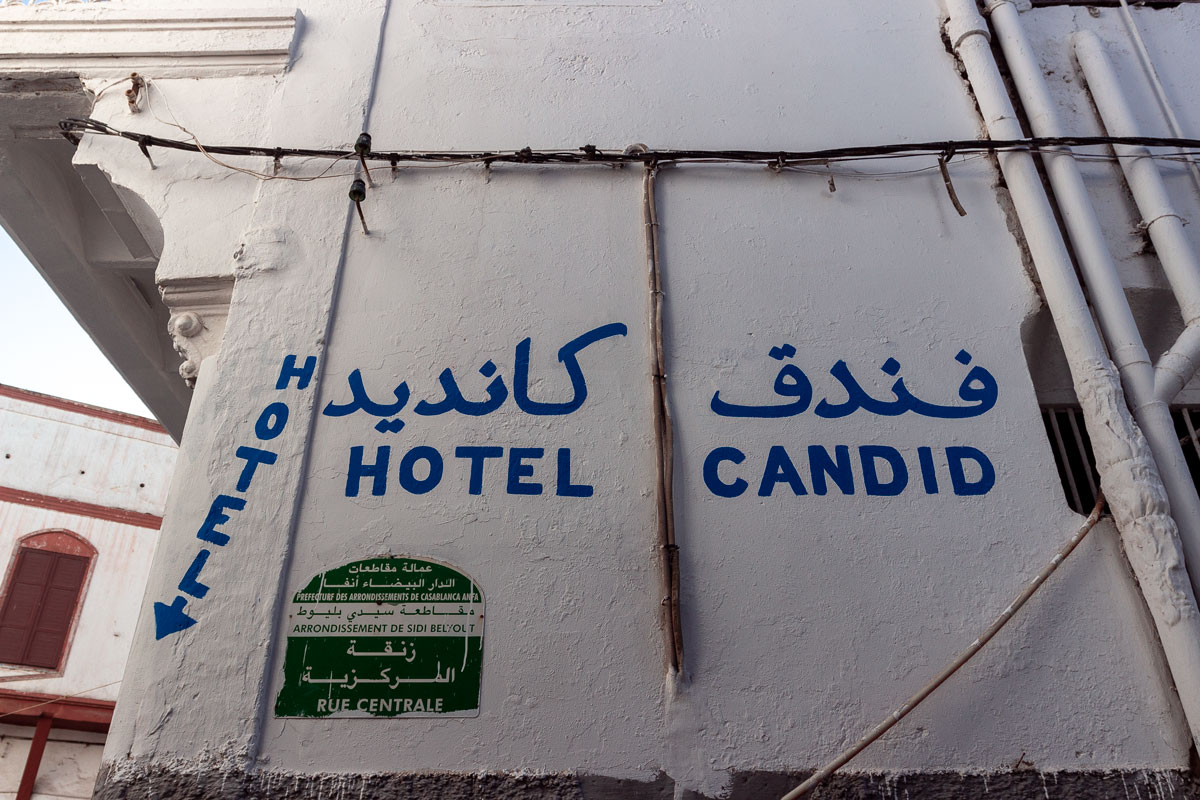 فندق كانديد
HOTEL CANDID
HOTEL
عمالة مقاطعات
الدار البيضاء أنفا
PREFECTURE DES ARRONDISSEMENTS DE CASABLANCA ANFA
مقاطعة سيدي بليوط
ARRONDISSEMENT DE SIDI BELYOUT
زنقة
المركزية
RUE CENTRALE